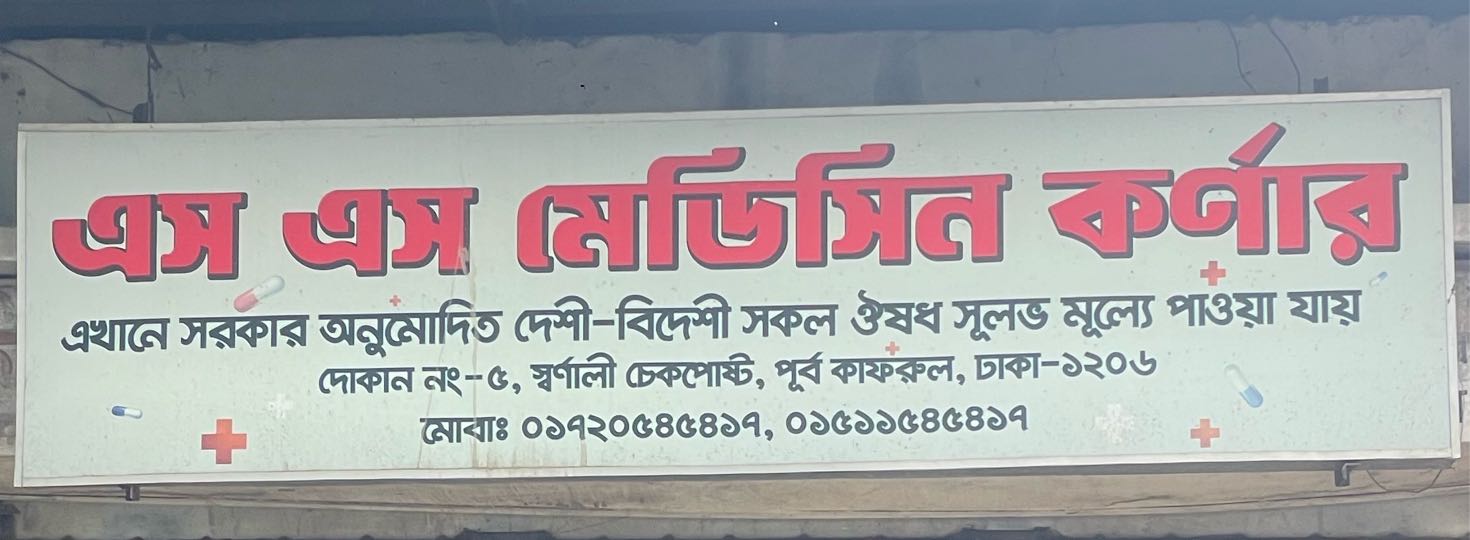 এস এস মেডিসিন কর্ণার
এখানে সরকার অনুমোদিত দেশী-বিদেশী সকল ঔষধ সূলভ মূল্যে পাওয়া যায়
দোকান নং-৫, স্বর্ণালী চেকপোষ্ট, পূর্ব কাফরুল, ঢাকা-১২০৬
মোবাঃ ০১৭২০৫৪৫৪১৭, ০১৫১১৫৪৫৪১৭